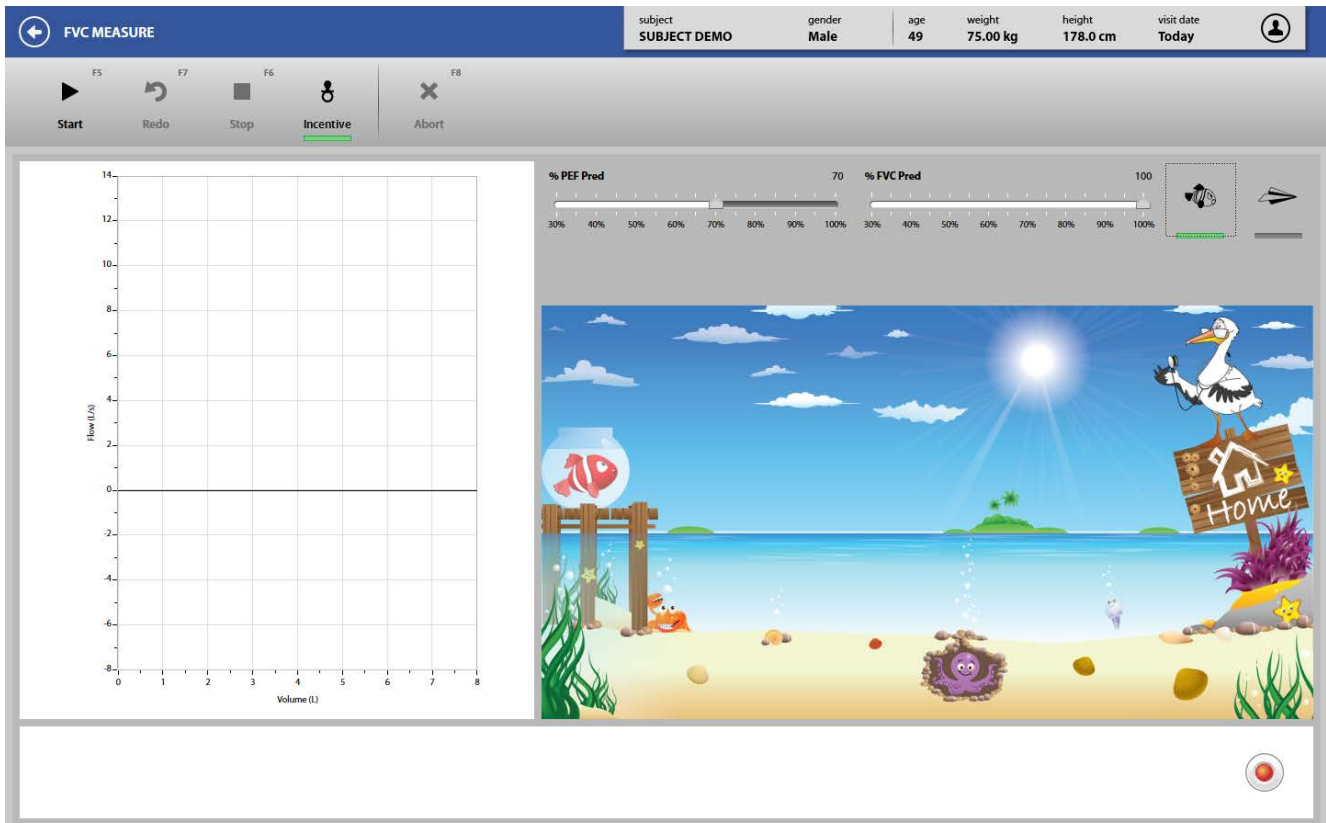 FVC MEASURE
subject gender age weight height visit date
SUBJECT DEMO Male 49 75.00 kg 178.0 cm Today
F5 F7 F6 F8
Start Redo Stop Incentive Abort
% PEF Pred 70 % FVC Pred 100
30% 40% 50% 60% 70% 80% 90% 100% 30% 40% 50% 60% 70% 80% 90% 100%
14
12
10
8
6
4
2
0
-2
-4
-6
-8
Flow (L/s)
0 1 2 3 4 5 6 7 8
Volume (L)
Home